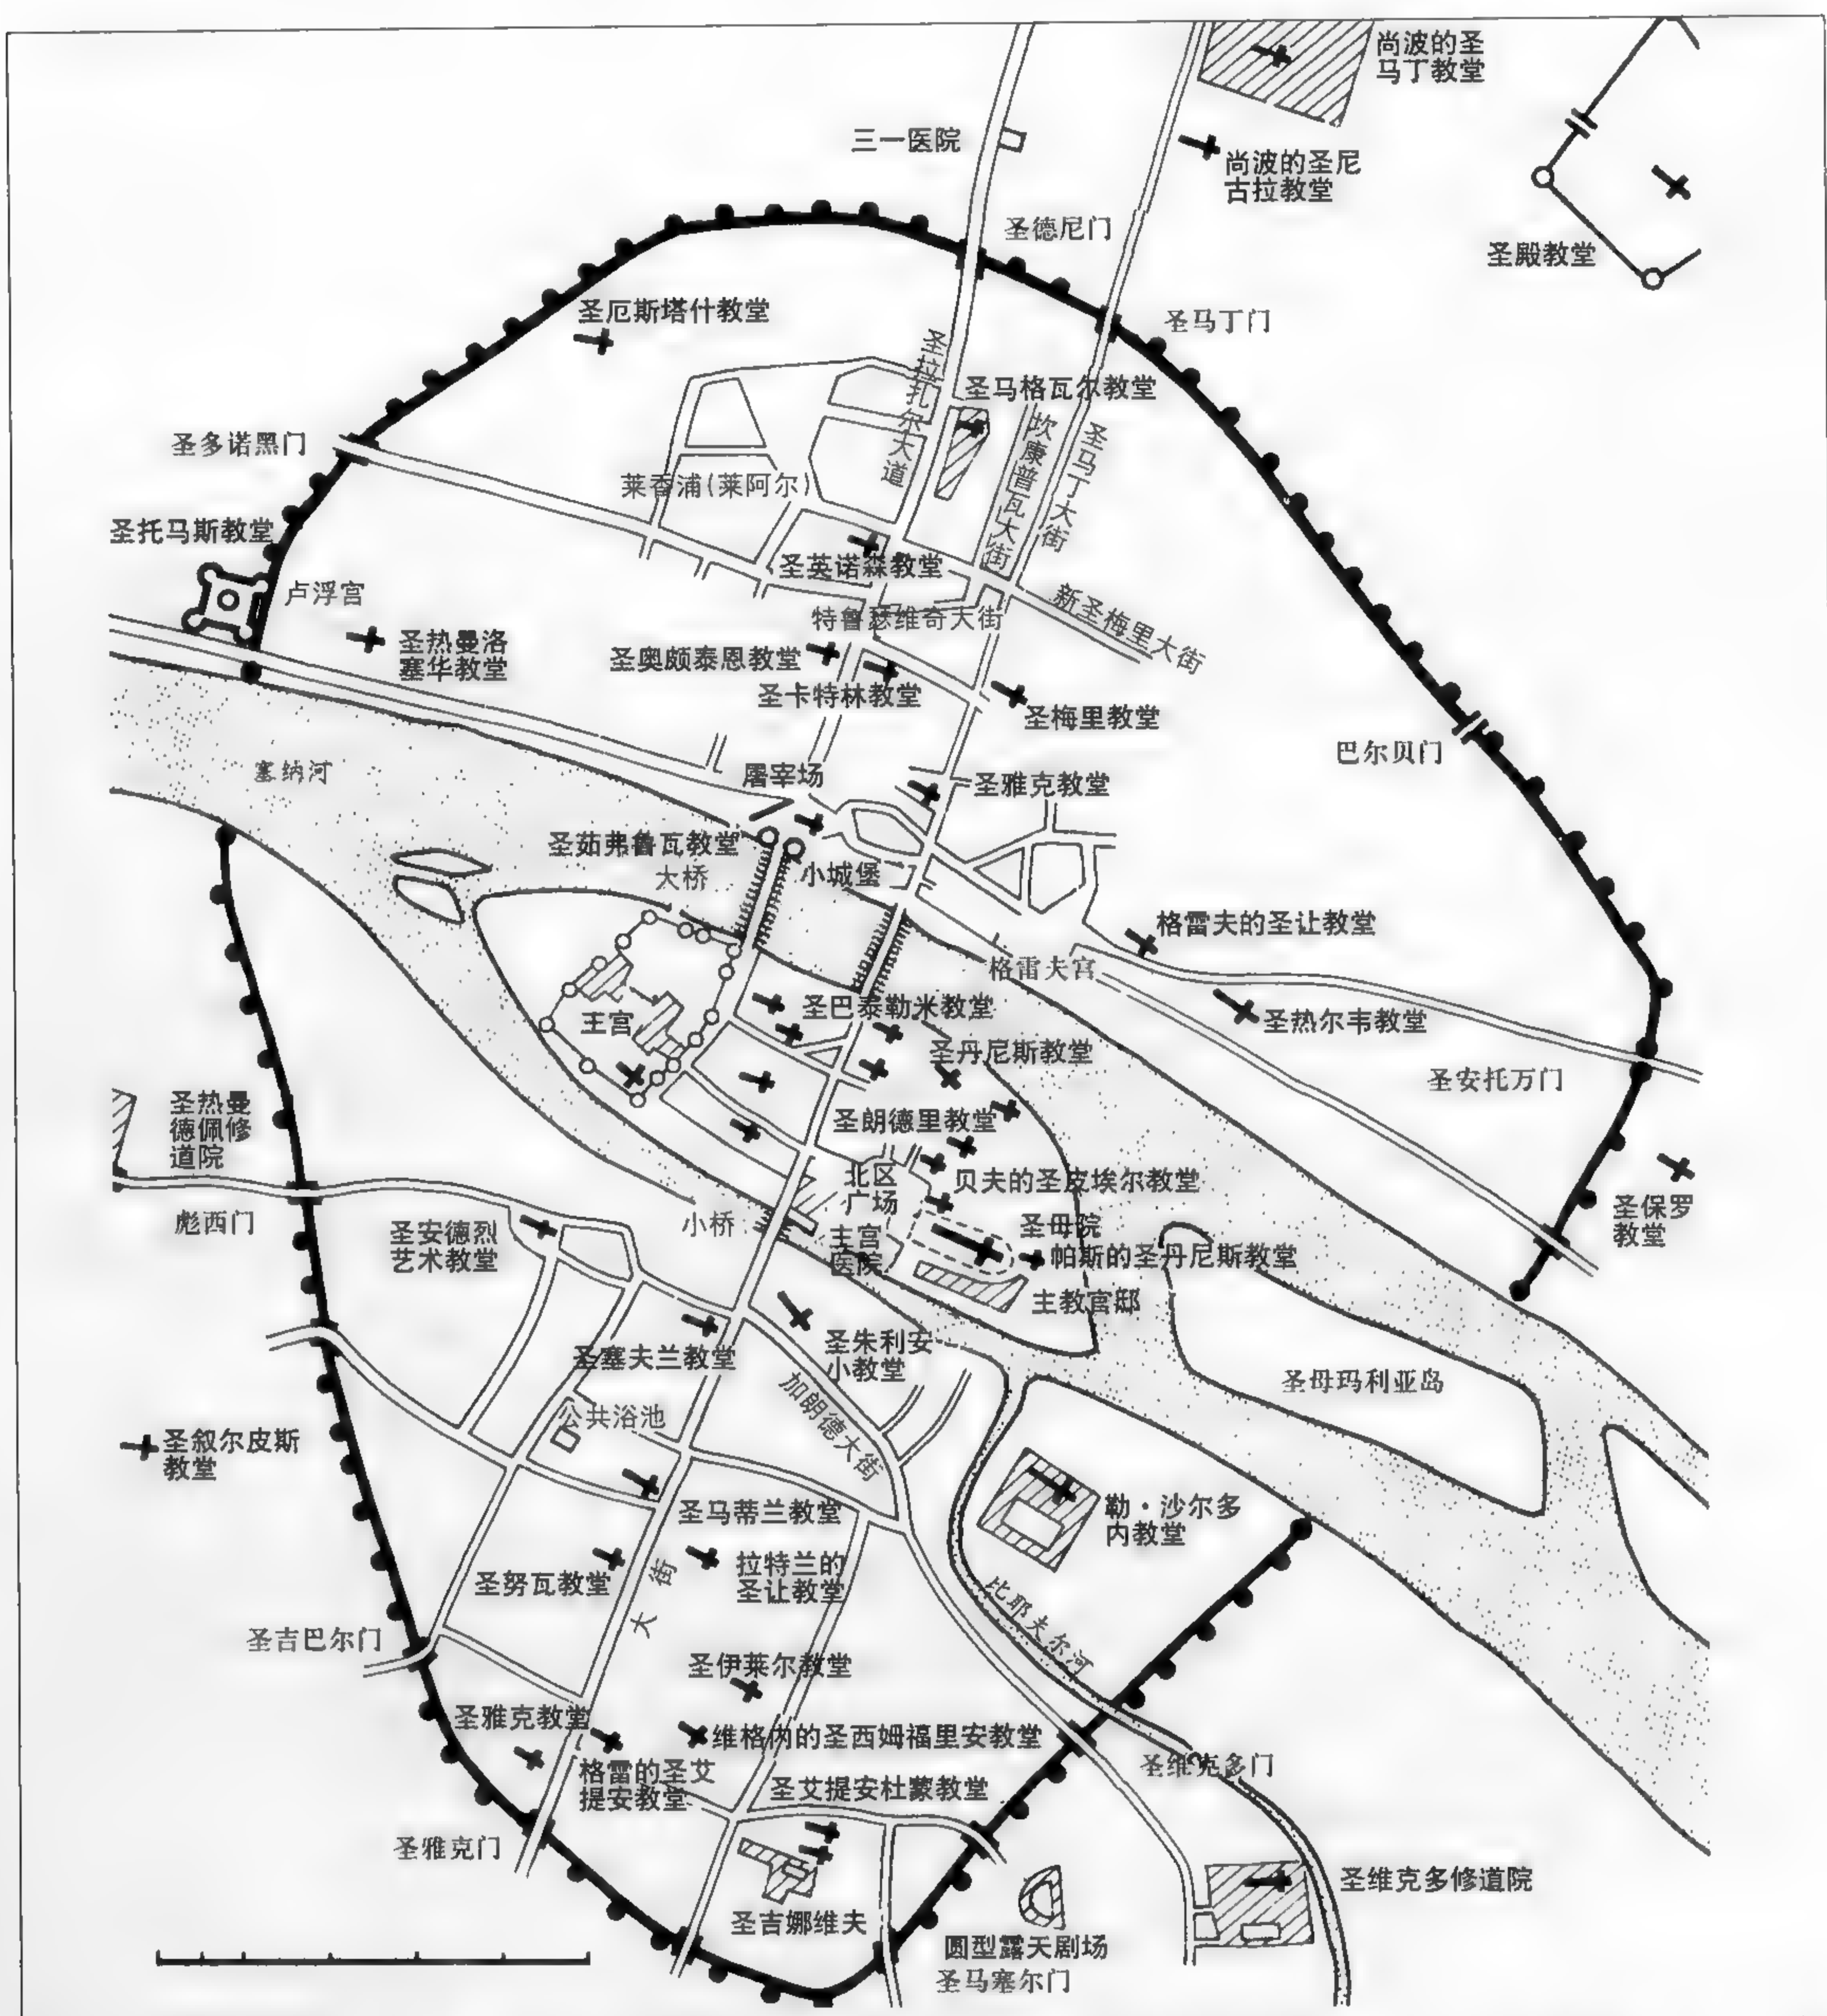 尚波的圣
马丁教堂
三一医院
尚波的圣尼
古拉教堂
圣德尼门
圣殿教堂
圣厄斯塔什教堂
圣马丁门
圣拉扎尔大道
圣马格瓦尔教堂
坎康普瓦大街
圣马丁大街
圣多诺黑门
莱香浦(莱阿尔)
圣托马斯教堂
圣英诺森教堂
卢浮宫
特鲁瑟维奇大街
新圣梅里大街
圣热曼洛
塞华教堂
圣奥颇泰恩教堂
圣卡特林教堂
圣梅里教堂
巴尔贝门
塞纳河
屠宰场
圣雅克教堂
圣茹弗鲁瓦教堂
大桥
小城堡
格雷夫的圣让教堂
格雷夫宫
圣巴泰勒米教堂
王宫
圣热尔韦教堂
圣丹尼斯教堂
圣安托万门
圣热曼
德佩修
道院
圣朗德里教堂
北区
广场
贝夫的圣皮埃尔教堂
彪西门
圣安德烈
艺术教堂
小桥
圣母院
圣保罗
教堂
主宫
医院
帕斯的圣丹尼斯教堂
主教官邸
圣塞夫兰教堂
圣朱利安
小教堂
圣母玛利亚岛
加朗德大街
公共浴池
圣叙尔皮斯
教堂
圣马蒂兰教堂
勒·沙尔多
内教堂
圣努瓦教堂
拉特兰的
圣让教堂
大街
比耶夫尔河
圣吉巴尔门
圣伊莱尔教堂
圣雅克教堂
维格内的圣西姆福里安教堂
格雷的圣艾
提安教堂
圣维克多门
圣艾提安杜蒙教堂
圣雅克门
圣维克多修道院
圣吉娜维夫
圆型露天剧场
圣马塞尔门